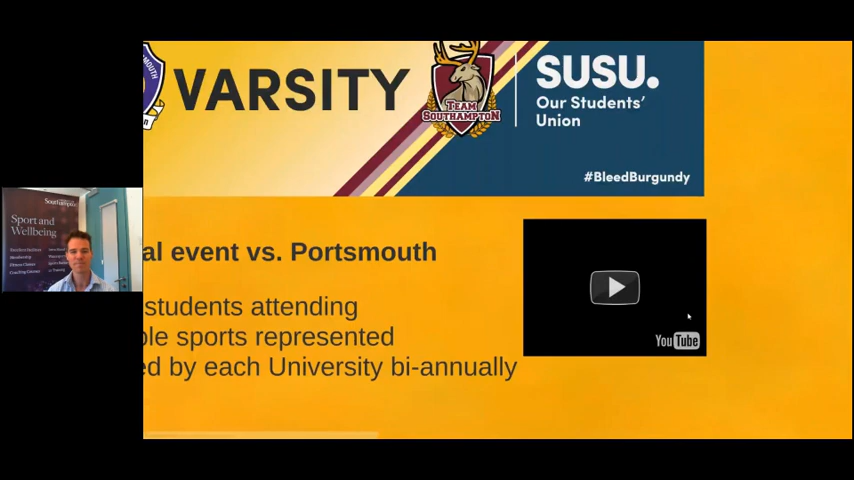 VARSITY
TEAM
SOUTHAMPTON
SUSU.
Our Students'
Union
#BleedBurgundy
al event vs. Portsmouth
students attending
ple sports represented
ed by each University bi-annually
YouTube
Southampton
Sport and
Wellbeing